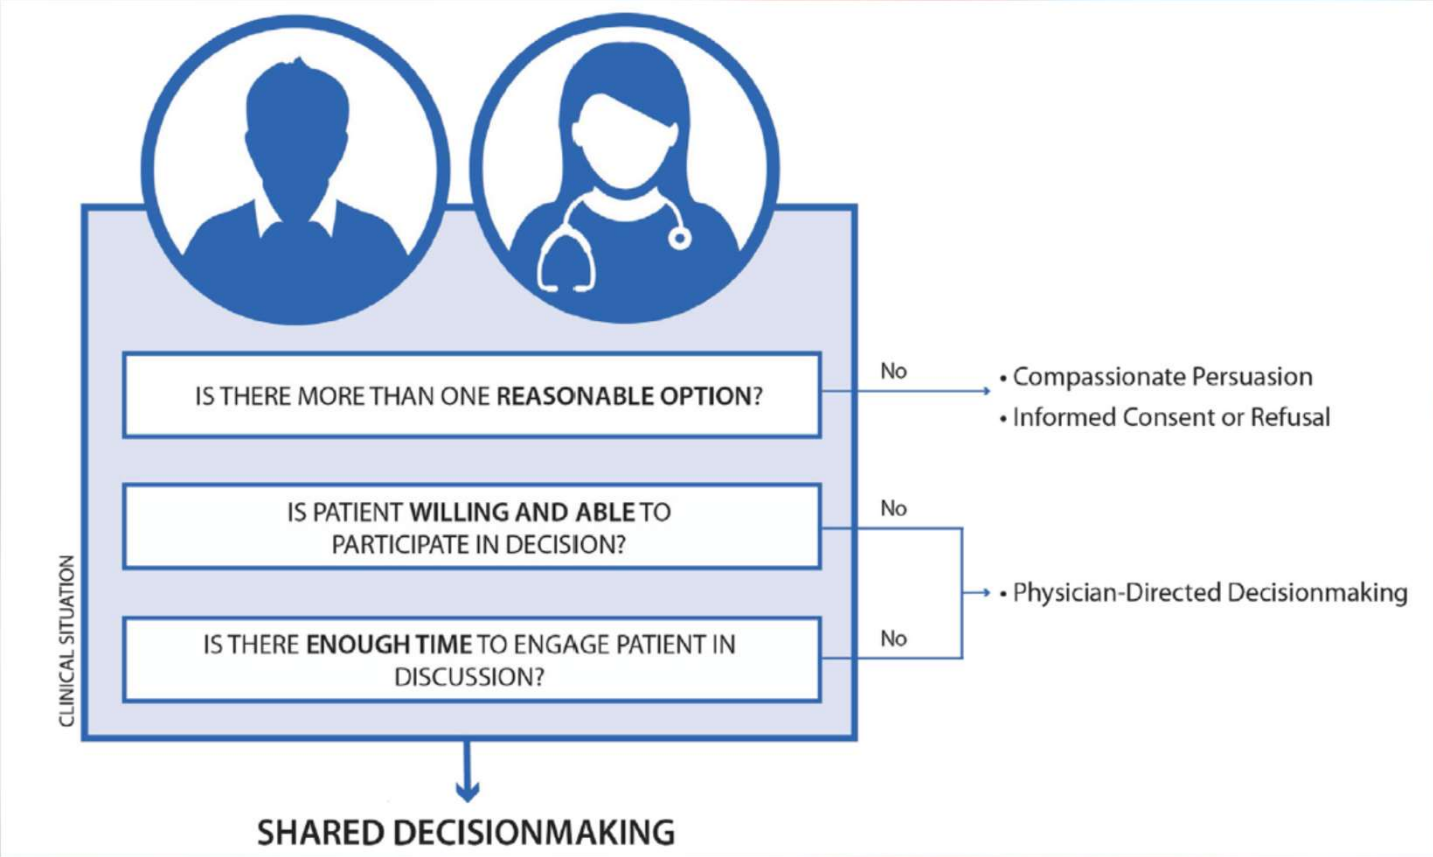 IS THERE MORE THAN ONE REASONABLE OPTION?
No
• Compassionate Persuasion
• Informed Consent or Refusal
IS PATIENT WILLING AND ABLE TO
PARTICIPATE IN DECISION?
No
• Physician-Directed Decisionmaking
IS THERE ENOUGH TIME TO ENGAGE PATIENT IN
DISCUSSION?
No
CLINICAL SITUATION
SHARED DECISIONMAKING